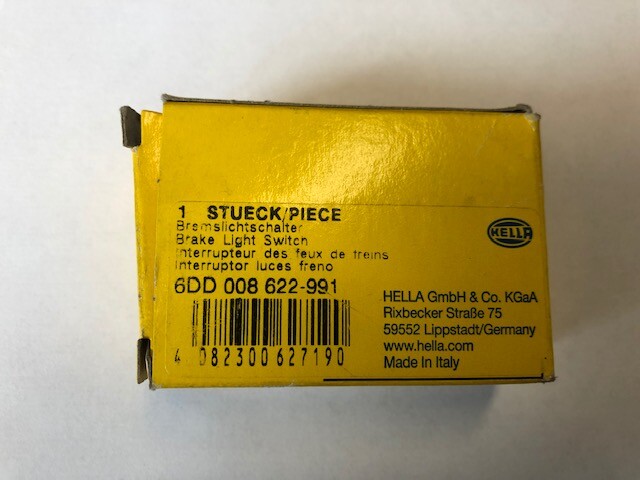 1 STUECK/PIECE
Bremslichtschalter
Brake Light Switch
Interrupteur des feux de freins
Interruptor luces freno
6DD 008 622-991
4 082300 627190
HELLA
HELLA GmbH & Co. KGaA
Rixbecker Straße 75
59552 Lippstadt/Germany
www.hella.com
Made in Italy